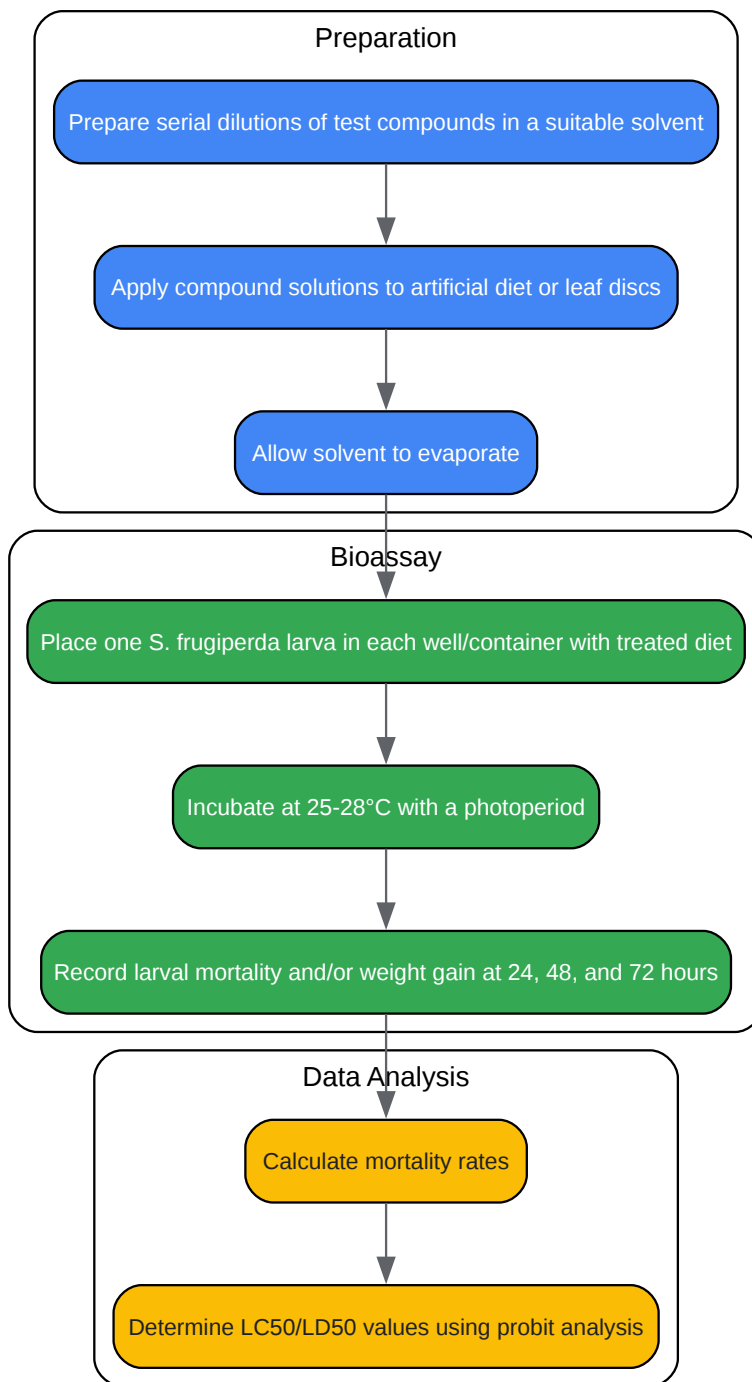 Preparation
Prepare serial dilutions of test compounds in a suitable solvent
Apply compound solutions to artificial diet or leaf discs
Allow solvent to evaporate
Bioassay
Place one S. frugiperda larva in each well/container with treated diet
Incubate at 25-28°C with a photoperiod
Record larval mortality and/or weight gain at 24, 48, and 72 hours
Data Analysis
Calculate mortality rates
Determine LC50/LD50 values using probit analysis